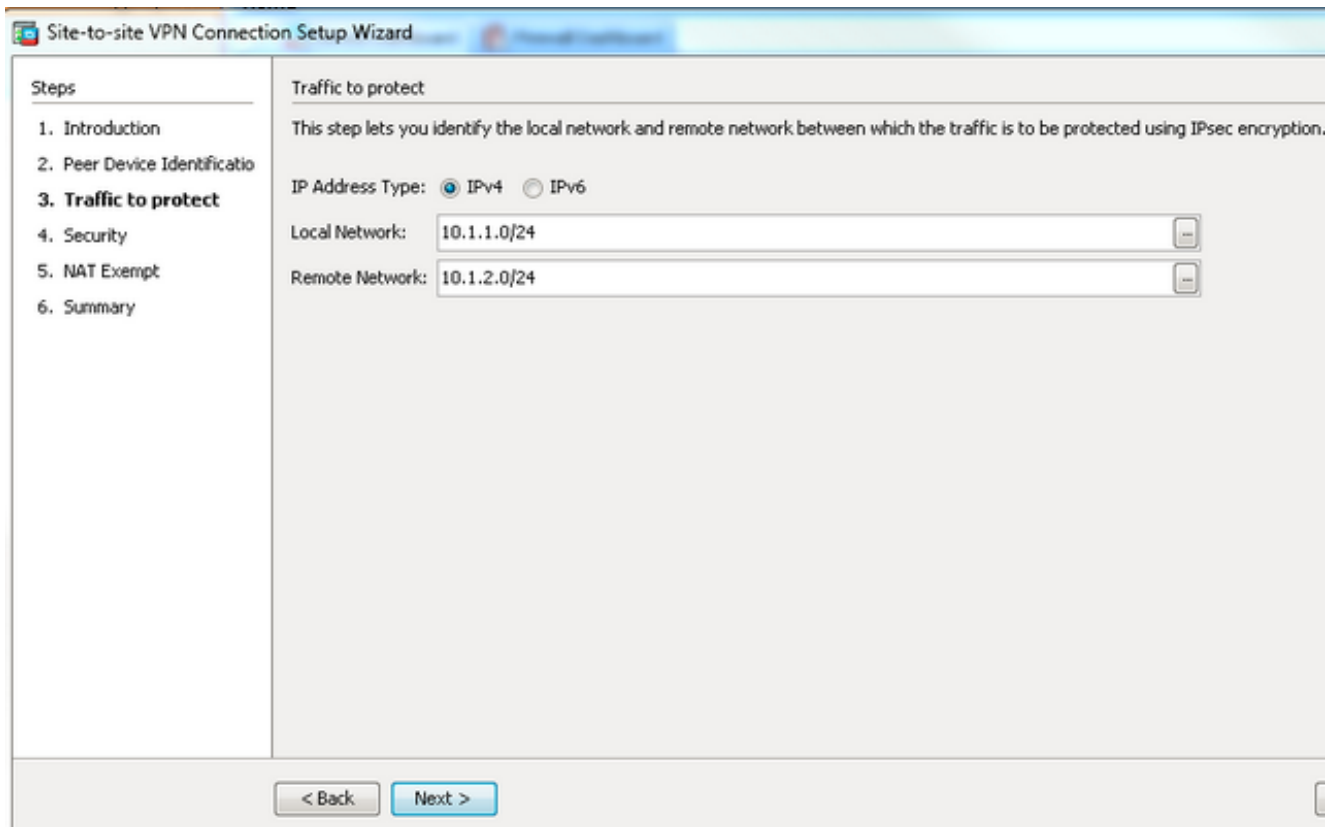 Site-to-site VPN Connection Setup Wizard
Firewall Dashboard
Steps
1. Introduction
2. Peer Device Identificatio
3. Traffic to protect
4. Security
5. NAT Exempt
6. Summary
Traffic to protect
This step lets you identify the local network and remote network between which the traffic is to be protected using IPsec encryption.
IP Address Type: IPv4 IPv6
Local Network: 10.1.1.0/24 ...
Remote Network: 10.1.2.0/24 ...
< Back Next >